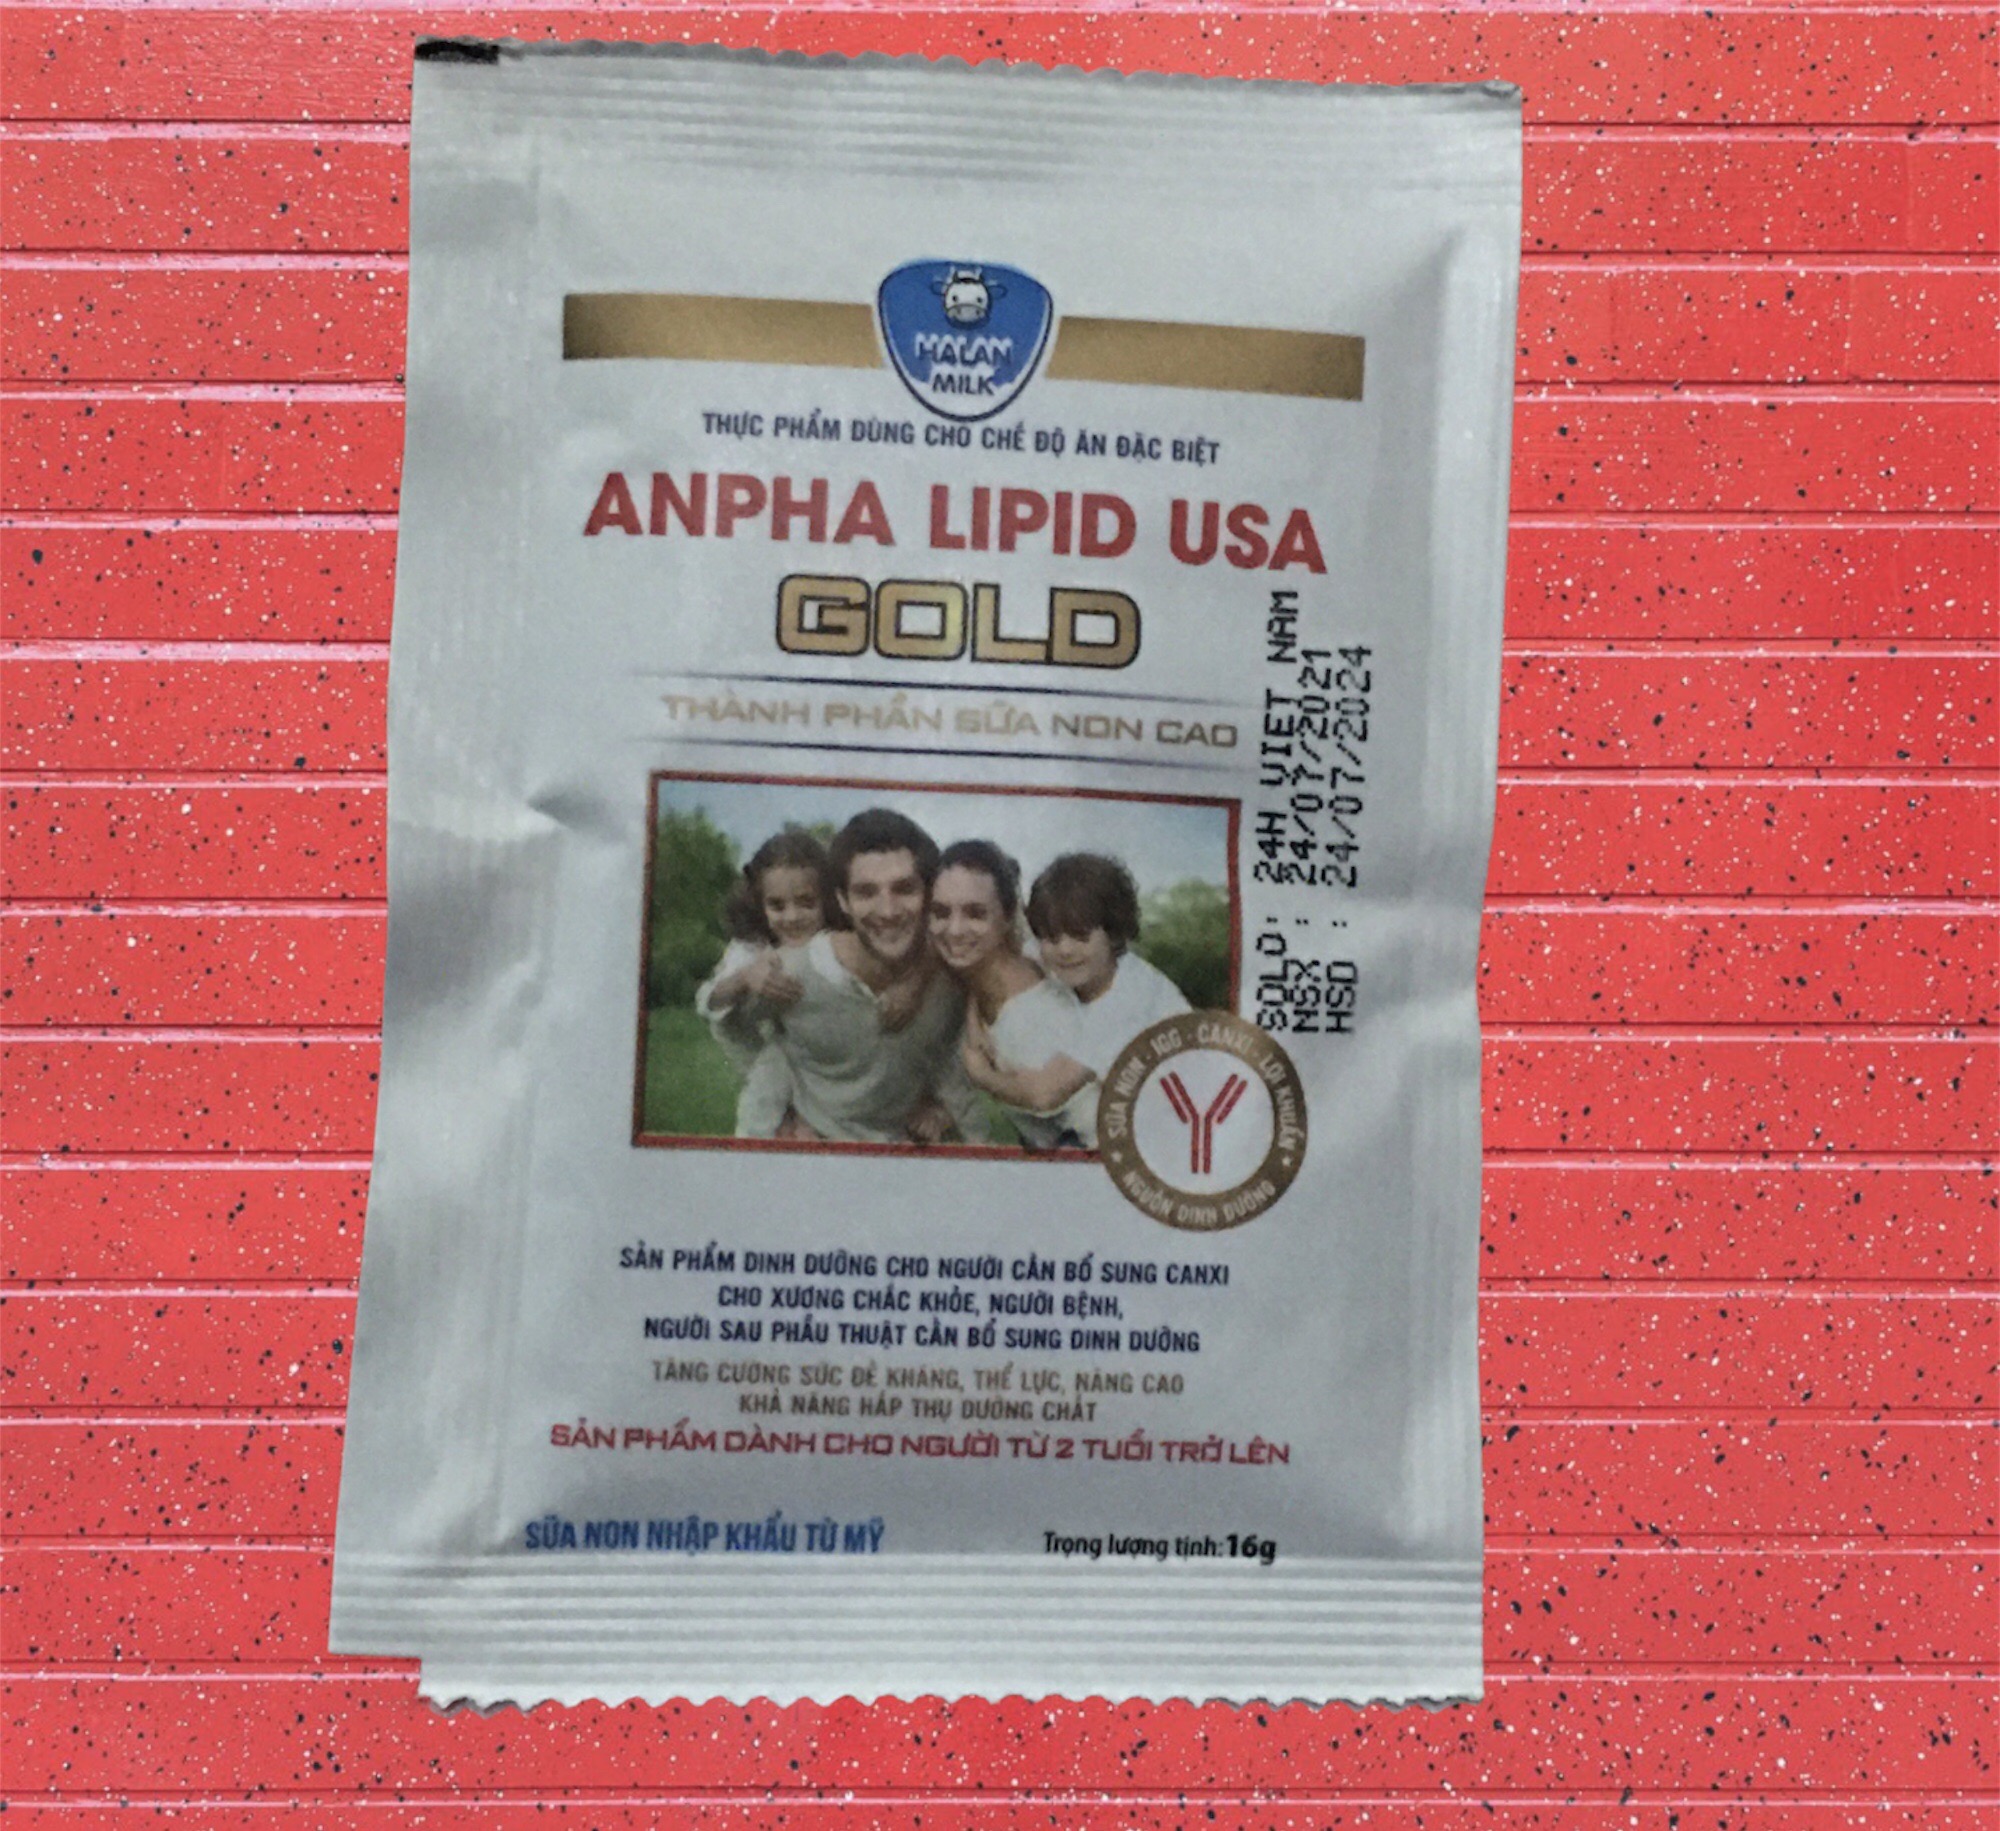 HALAN
MILK
THỰC PHẨM DÙNG CHO CHẾ ĐỘ ĂN ĐẶC BIỆT
ANPHA LIPID USA
GOLD
THÀNH PHẦN SỮA NON CAO
SOLO: 24H VIET NAM
NSX : 24/07/2021
HSD : 24/07/2024
SỮA NON - IGG - CANXI - LỢI KHUẨN
NGUỒN DINH DƯỠNG
SẢN PHẨM DINH DƯỠNG CHO NGƯỜI CẦN BỔ SUNG CANXI
CHO XƯƠNG CHẮC KHỎE, NGƯỜI BỆNH,
NGƯỜI SAU PHẪU THUẬT CẦN BỔ SUNG DINH DƯỠNG
TĂNG CƯỜNG SỨC ĐỀ KHÁNG, THỂ LỰC, NÂNG CAO
KHẢ NĂNG HẤP THỤ DƯỠNG CHẤT
SẢN PHẨM DÀNH CHO NGƯỜI TỪ 2 TUỔI TRỞ LÊN
SỮA NON NHẬP KHẨU TỪ MỸ
Trọng lượng tịnh:16g